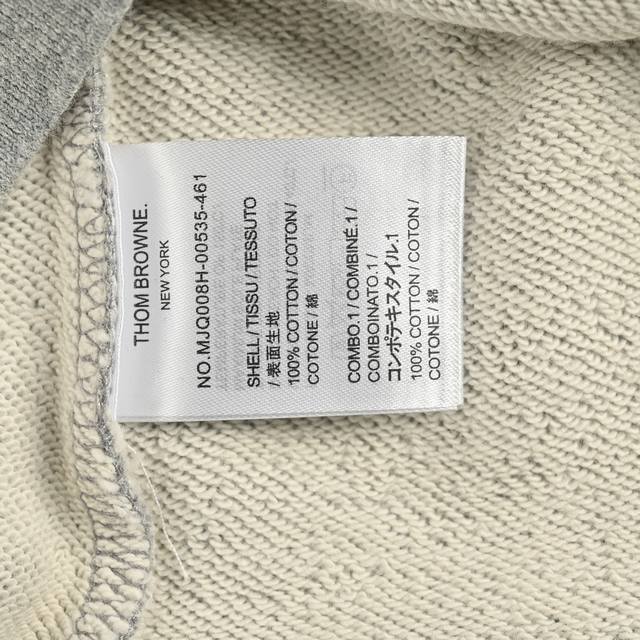 THOM BROWNE.
NEW YORK
NO.MJQ008H-00535-461
SHELL / TISSU / TESSUTO
/ 表面生地
100% COTTON / COTON /
COTONE / 綿
COMBO.1 / COMBINÉ.1 /
COMBOINATO.1 /
コンポテキスタイル.1
100% COTTON / COTON /
COTONE / 綿